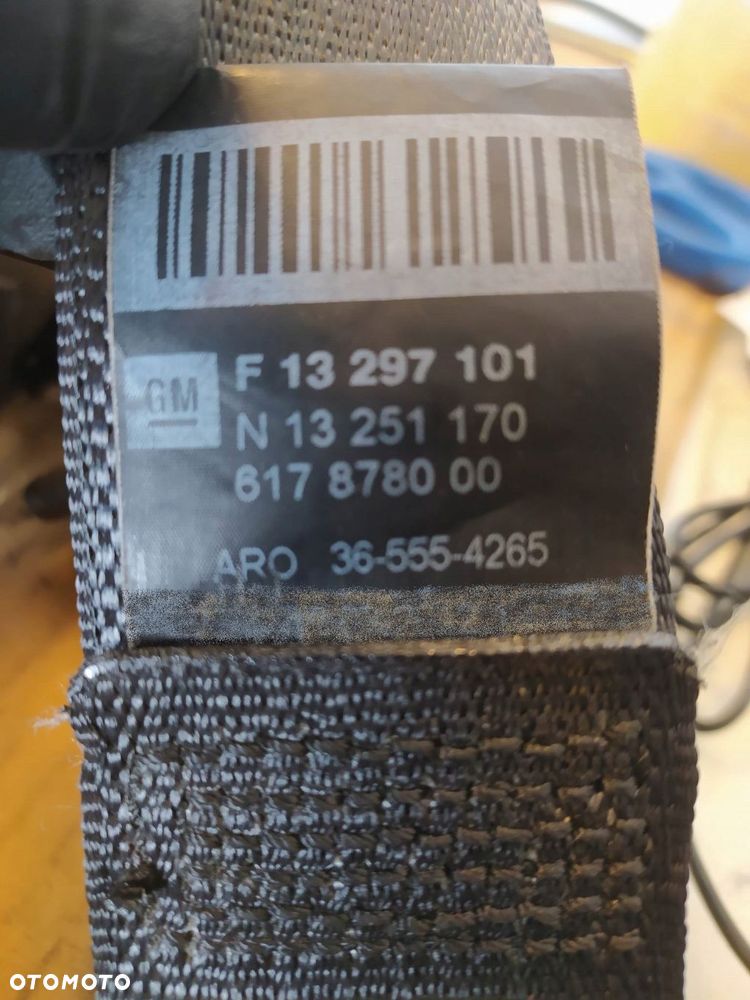 GM
F 13 297 101
N 13 251 170
617 8780 00
ARO 36-555-4265
OTOMOTO